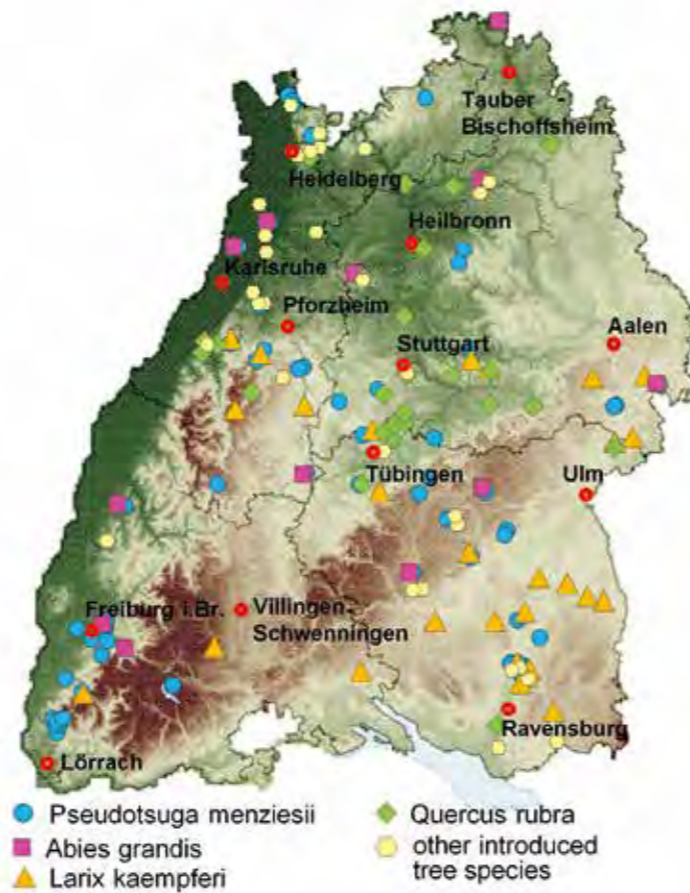 Tauber -
Bischoffsheim
Heidelberg
Heilbronn
Karlsruhe
Pforzheim
Aalen
Stuttgart
Tübingen
Ulm
Freiburg i.Br.
Villingen-
Schwenningen
Ravensburg
Lörrach
Pseudotsuga menziesii
Quercus rubra
Abies grandis
other introduced
tree species
Larix kaempferi